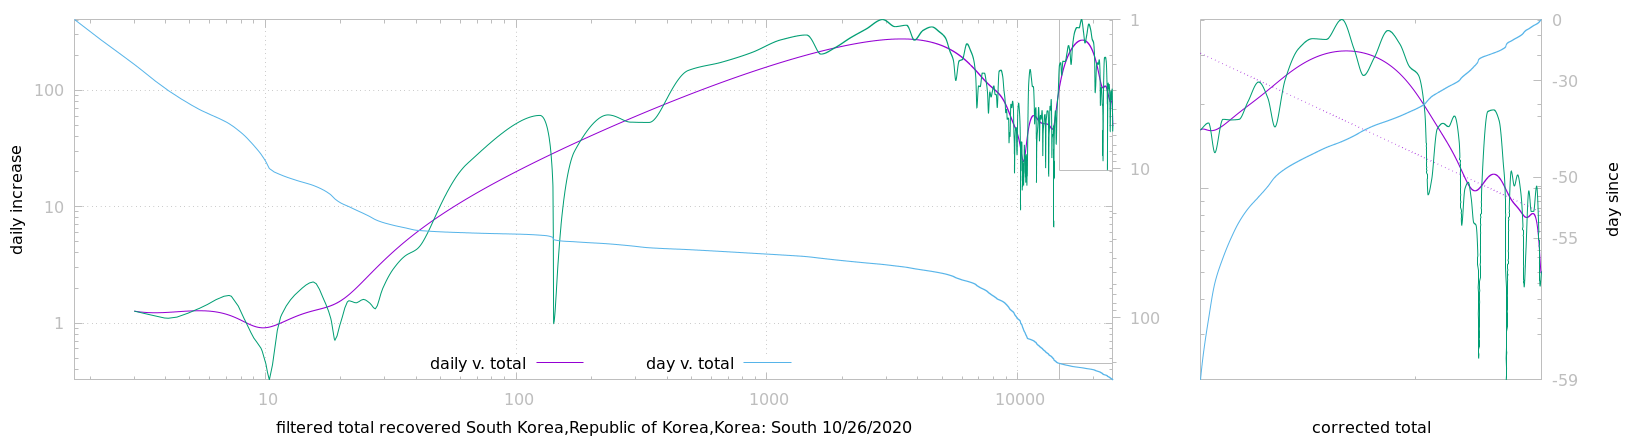 daily increase
100
10
1
daily v. total
day v. total
10
100
1000
10000
1
10
100
filtered total recovered South Korea,Republic of Korea,Korea: South 10/26/2020
0
-30
-50
-55
-59
day since
corrected total